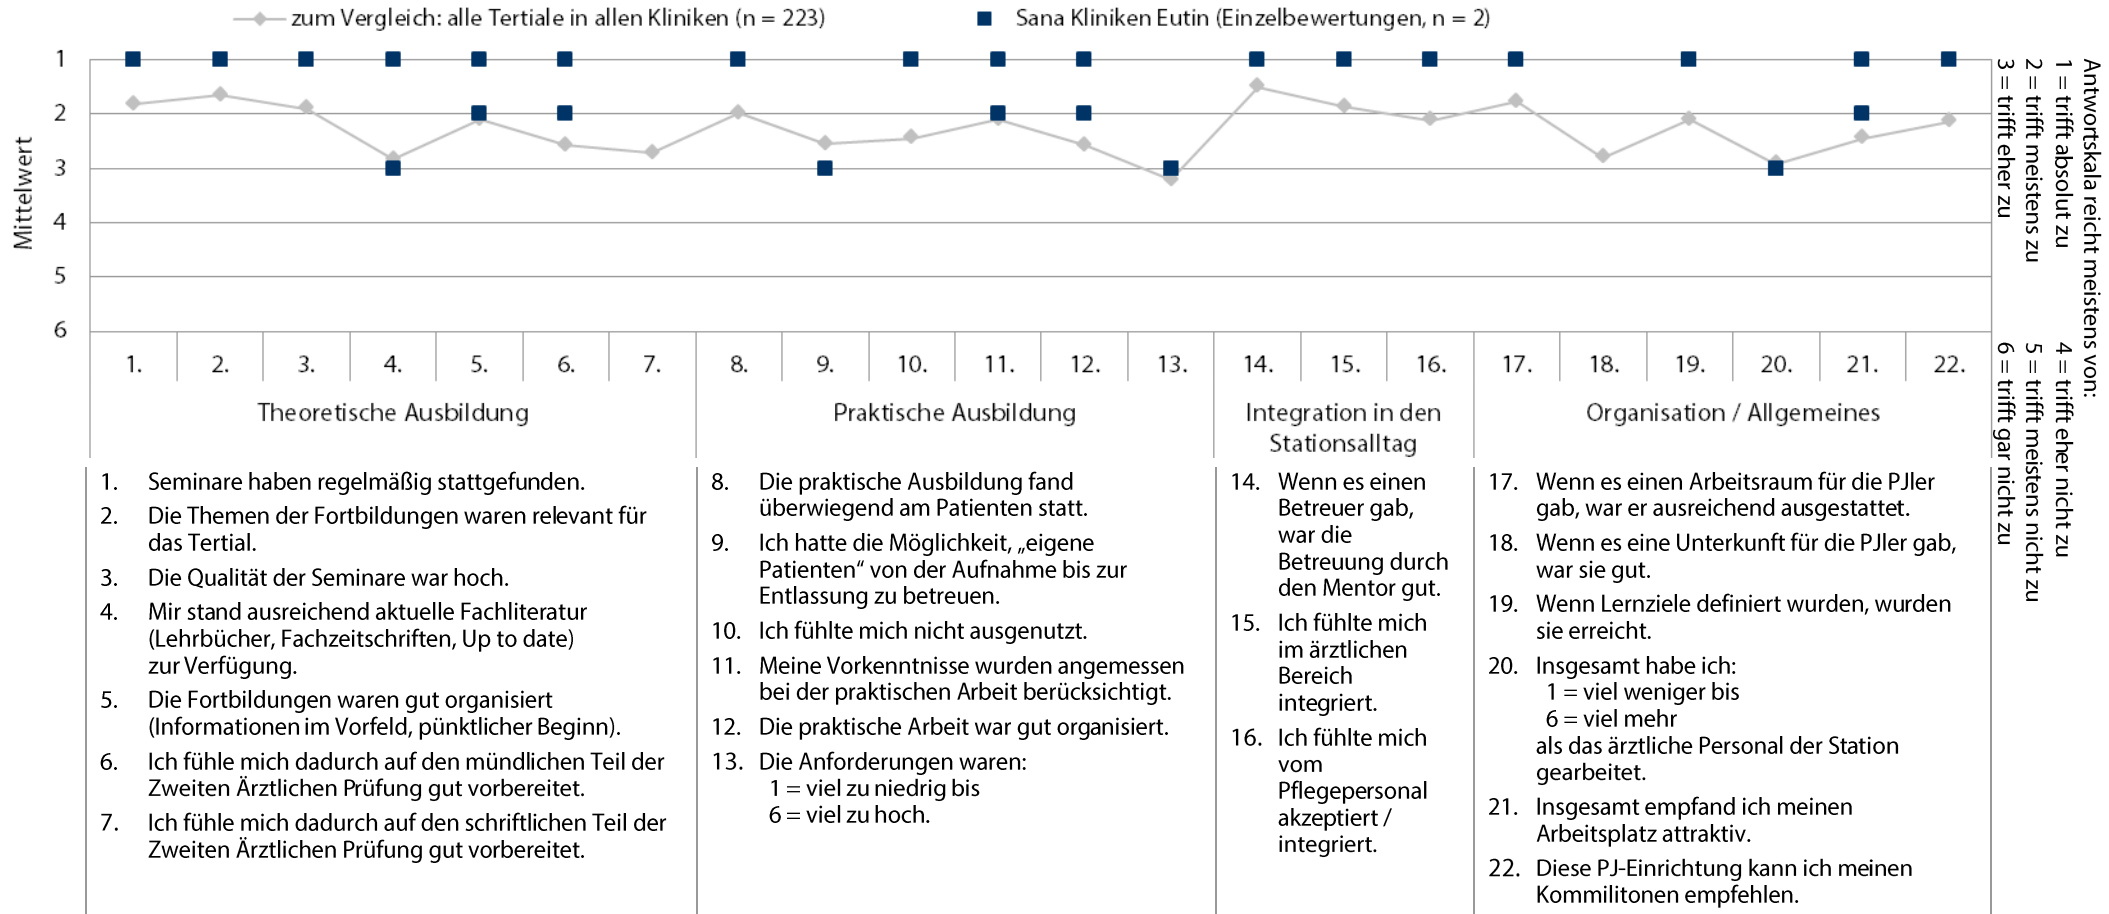 zum Vergleich: alle Tertiale in allen Kliniken (n = 223)
Sana Kliniken Eutin (Einzelbewertungen, n = 2)
Mittelwert
1
2
3
4
5
6
1. 2. 3. 4. 5. 6. 7. 8. 9. 10. 11. 12. 13. 14. 15. 16. 17. 18. 19. 20. 21. 22.
Theoretische Ausbildung
Praktische Ausbildung
Integration in den
Stationsalltag
Organisation / Allgemeines
Antwortskala reicht meistens von:
1 = trifft absolut zu
2 = trifft meistens zu
3 = trifft eher zu
4 = trifft eher nicht zu
5 = trifft meistens nicht zu
6 = trifft gar nicht zu
1. Seminare haben regelmäßig stattgefunden.
2. Die Themen der Fortbildungen waren relevant für
das Tertial.
3. Die Qualität der Seminare war hoch.
4. Mir stand ausreichend aktuelle Fachliteratur
(Lehrbücher, Fachzeitschriften, Up to date)
zur Verfügung.
5. Die Fortbildungen waren gut organisiert
(Informationen im Vorfeld, pünktlicher Beginn).
6. Ich fühle mich dadurch auf den mündlichen Teil der
Zweiten Ärztlichen Prüfung gut vorbereitet.
7. Ich fühle mich dadurch auf den schriftlichen Teil der
Zweiten Ärztlichen Prüfung gut vorbereitet.
8. Die praktische Ausbildung fand
überwiegend am Patienten statt.
9. Ich hatte die Möglichkeit, „eigene
Patienten“ von der Aufnahme bis zur
Entlassung zu betreuen.
10. Ich fühlte mich nicht ausgenutzt.
11. Meine Vorkenntnisse wurden angemessen
bei der praktischen Arbeit berücksichtigt.
12. Die praktische Arbeit war gut organisiert.
13. Die Anforderungen waren:
1 = viel zu niedrig bis
6 = viel zu hoch.
14. Wenn es einen
Betreuer gab,
war die
Betreuung durch
den Mentor gut.
15. Ich fühlte mich
im ärztlichen
Bereich
integriert.
16. Ich fühlte mich
vom
Pflegepersonal
akzeptiert /
integriert.
17. Wenn es einen Arbeitsraum für die PJler
gab, war er ausreichend ausgestattet.
18. Wenn es eine Unterkunft für die PJler gab,
war sie gut.
19. Wenn Lernziele definiert wurden, wurden
sie erreicht.
20. Insgesamt habe ich:
1 = viel weniger bis
6 = viel mehr
als das ärztliche Personal der Station
gearbeitet.
21. Insgesamt empfand ich meinen
Arbeitsplatz attraktiv.
22. Diese PJ-Einrichtung kann ich meinen
Kommilitonen empfehlen.